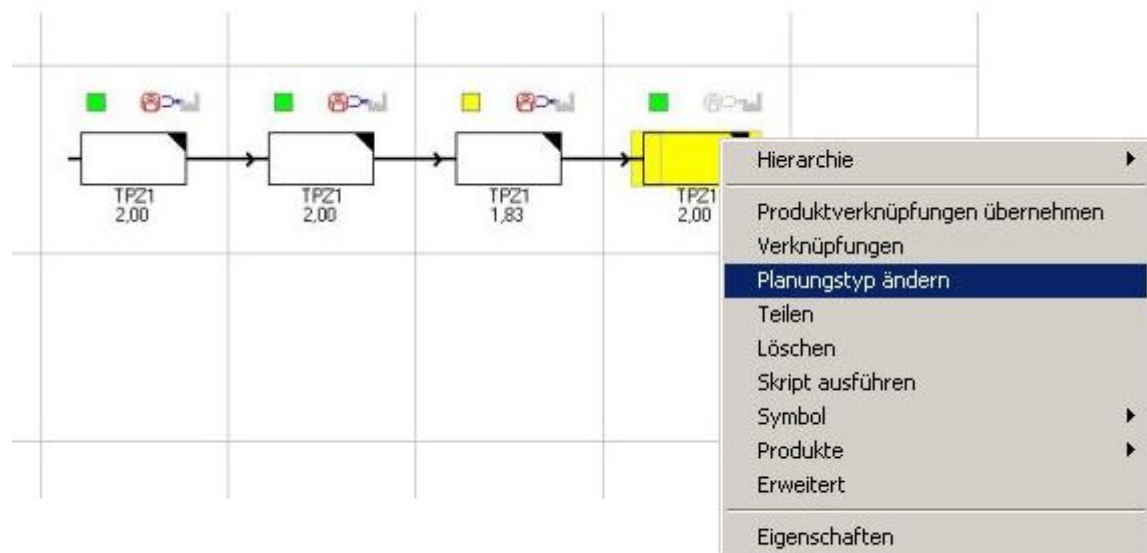 TPZ1 TPZ1 TPZ1 TPZ1
2,00 2,00 1,83 2,00
Hierarchie
Produktverknüpfungen übernehmen
Verknüpfungen
Planungstyp ändern
Teilen
Löschen
Skript ausführen
Symbol
Produkte
Erweitert
Eigenschaften